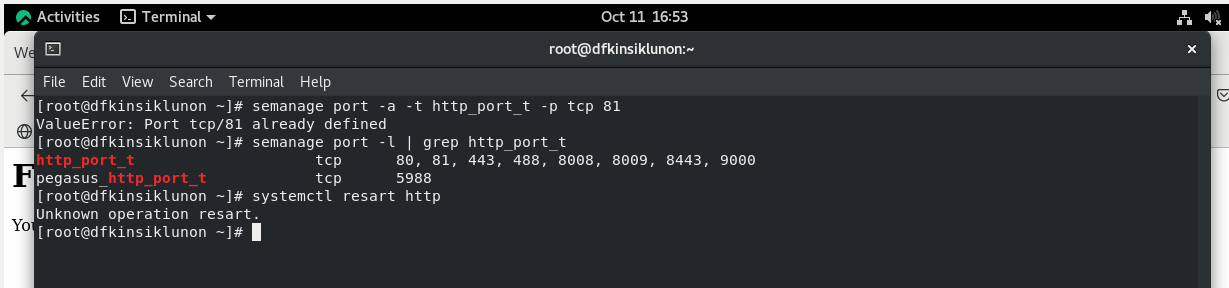 Activities Terminal Oct 11 16:53
We
root@dfkinsiklunon:~
File Edit View Search Terminal Help
[root@dfkinsiklunon ~]# semanage port -a -t http_port_t -p tcp 81
ValueError: Port tcp/81 already defined
[root@dfkinsiklunon ~]# semanage port -l | grep http_port_t
http_port_t tcp 80, 81, 443, 488, 8008, 8009, 8443, 9000
pegasus_http_port_t tcp 5988
[root@dfkinsiklunon ~]# systemctl resart http
Unknown operation resart.
[root@dfkinsiklunon ~]#
F
You